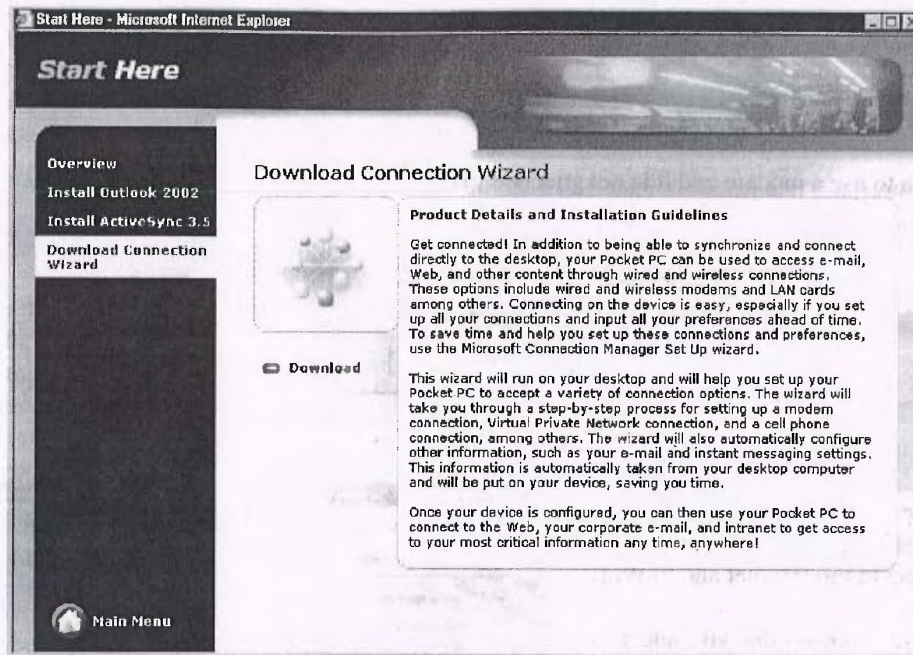 Start Here - Microsoft Internet Explorer
Start Here
Overview
Install Outlook 2002
Install ActiveSync 3.5
Download Connection
Wizard
Main Menu
Download Connection Wizard
Download
Product Details and Installation Guidelines
Get connected! In addition to being able to synchronize and connect
directly to the desktop, your Pocket PC can be used to access e-mail,
Web, and other content through wired and wireless connections.
These options include wired and wireless modems and LAN cards
among others. Connecting on the device is easy, especially if you set
up all your connections and input all your preferences ahead of time.
To save time and help you set up these connections and preferences,
use the Microsoft Connection Manager Set Up wizard.
This wizard will run on your desktop and will help you set up your
Pocket PC to accept a variety of connection options. The wizard will
take you through a step-by-step process for setting up a modem
connection, Virtual Private Network connection, and a cell phone
connection, among others. The wizard will also automatically configure
other information, such as your e-mail and instant messaging settings.
This information is automatically taken from your desktop computer
and will be put on your device, saving you time.
Once your device is configured, you can then use your Pocket PC to
connect to the Web, your corporate e-mail, and intranet to get access
to your most critical information any time, anywhere!